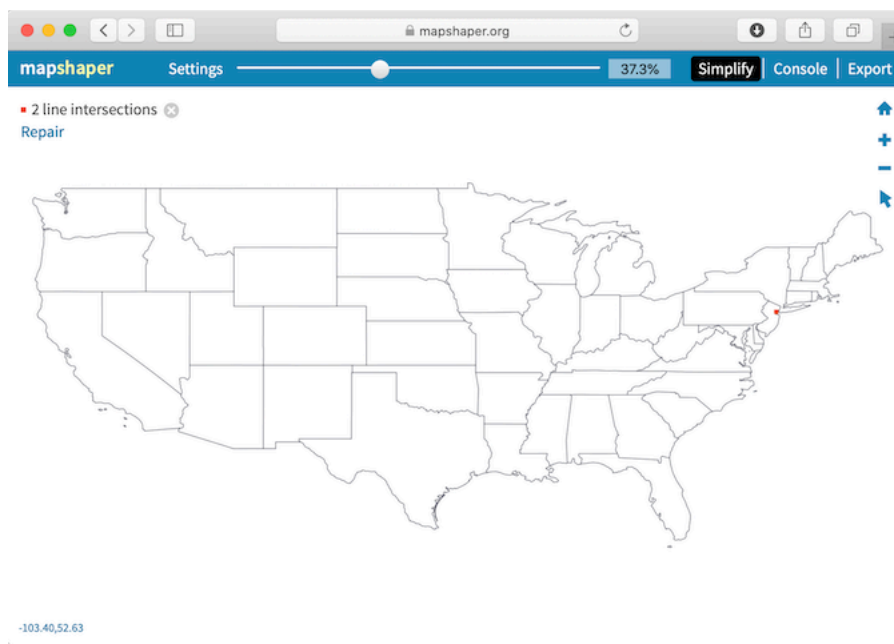 mapshaper.org
mapshaper Settings 37.3% Simplify Console Export
2 line intersections
Repair
-103.40,52.63